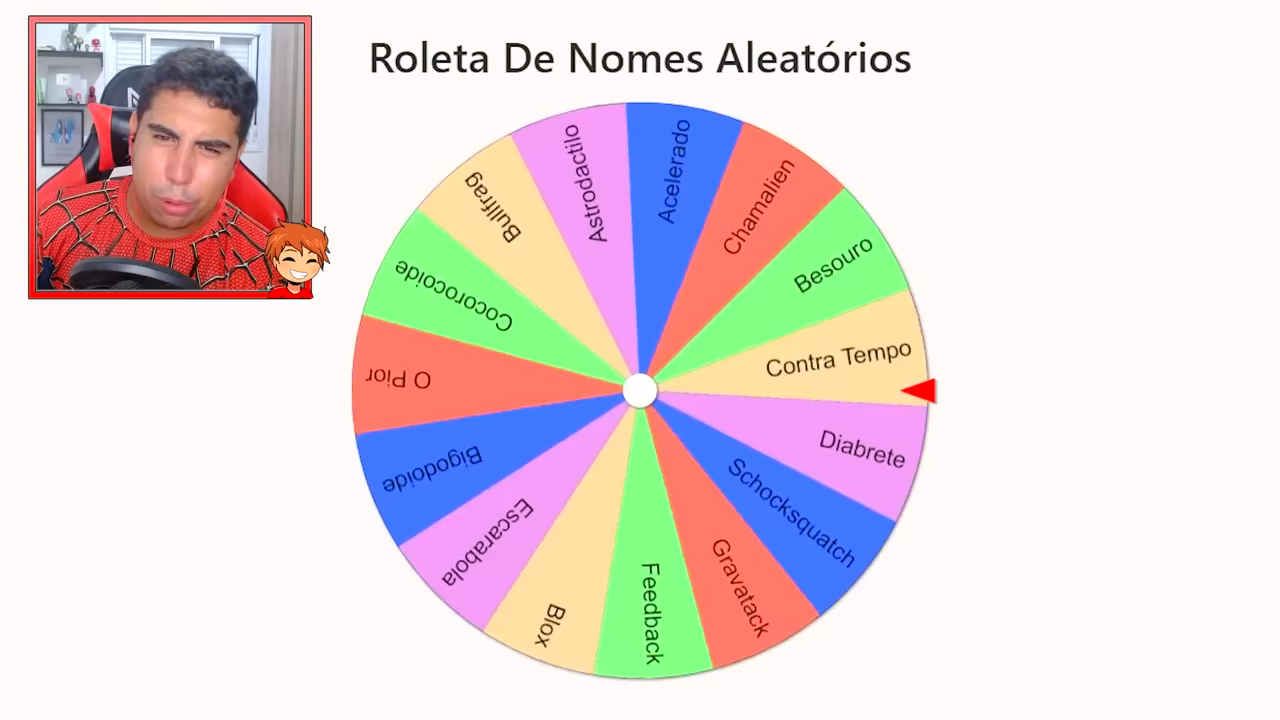 Roleta De Nomes Aleatórios
Acelerado
Chamalien
Besouro
Contra Tempo
Diabrete
Schocksquatch
Gravatack
Feedback
Blox
Escarabola
Bigodoide
O Pior
Cocorocoide
Bullfrag
Astrodactilo